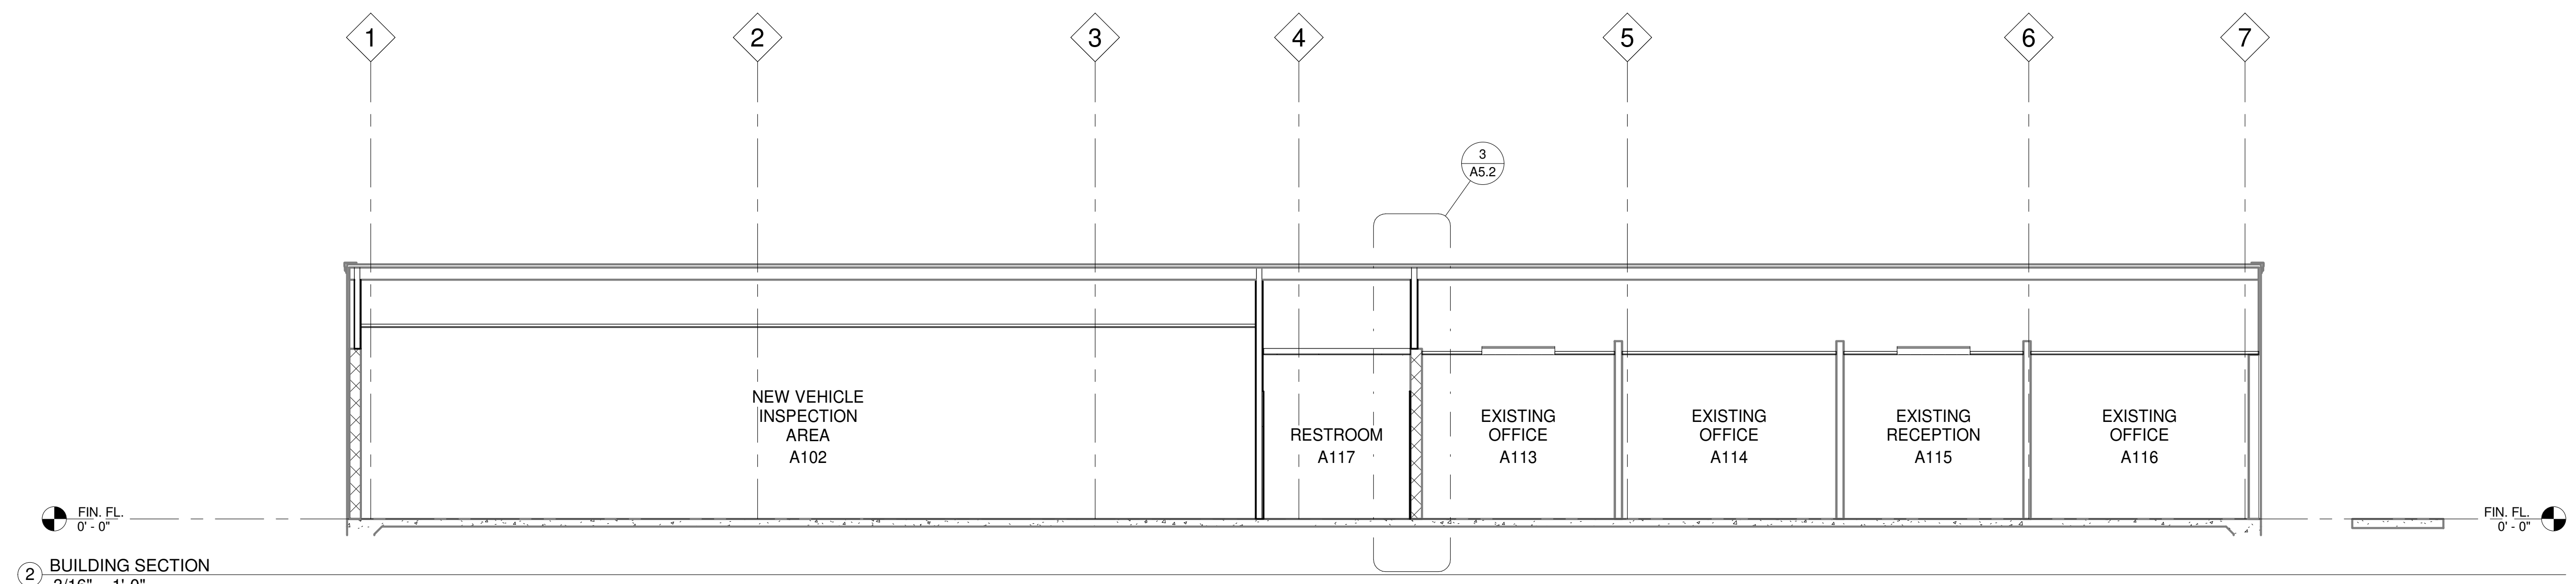 1
2
3
4
5
6
7
3
A5.2
NEW VEHICLE
INSPECTION
AREA
A102
RESTROOM
A117
EXISTING
OFFICE
A113
EXISTING
OFFICE
A114
EXISTING
RECEPTION
A115
EXISTING
OFFICE
A116
FIN. FL.
0' - 0"
FIN. FL.
0' - 0"
2
BUILDING SECTION